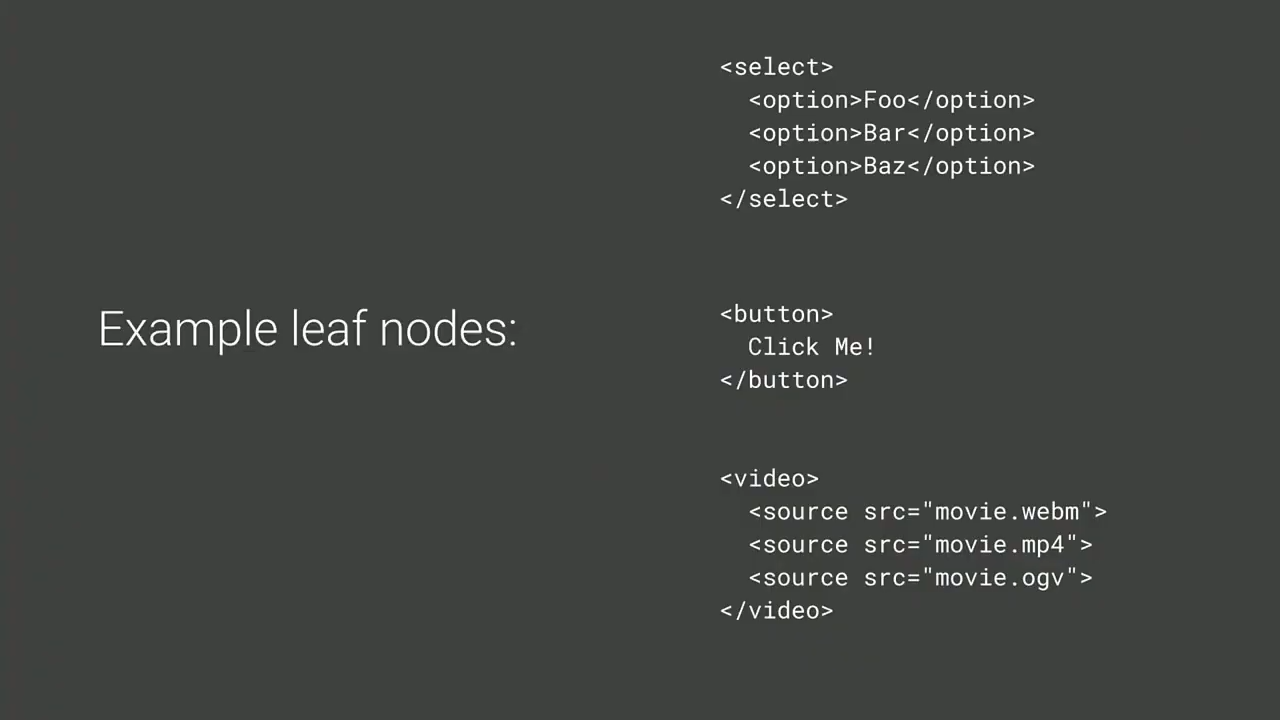 Example leaf nodes:
<select>
  <option>Foo</option>
  <option>Bar</option>
  <option>Baz</option>
</select>
<button>
  Click Me!
</button>
<video>
  <source src="movie.webm">
  <source src="movie.mp4">
  <source src="movie.ogv">
</video>